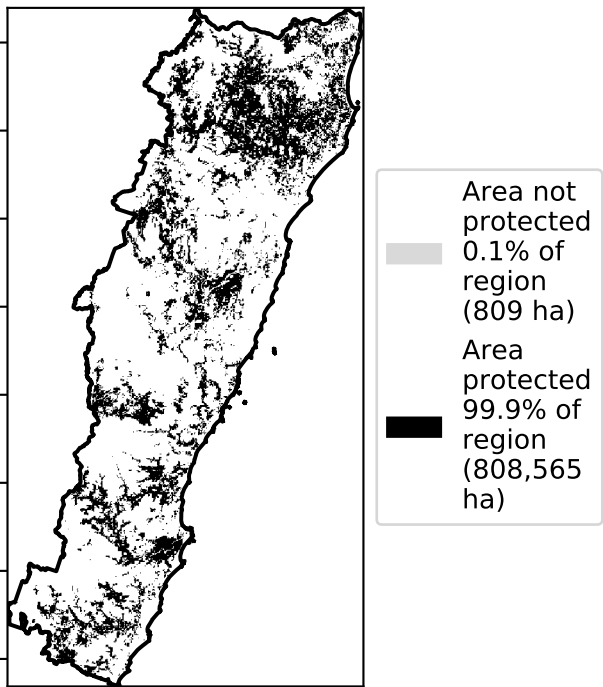 Area not
protected
0.1% of
region
(809 ha)
Area
protected
99.9% of
region
(808,565
ha)